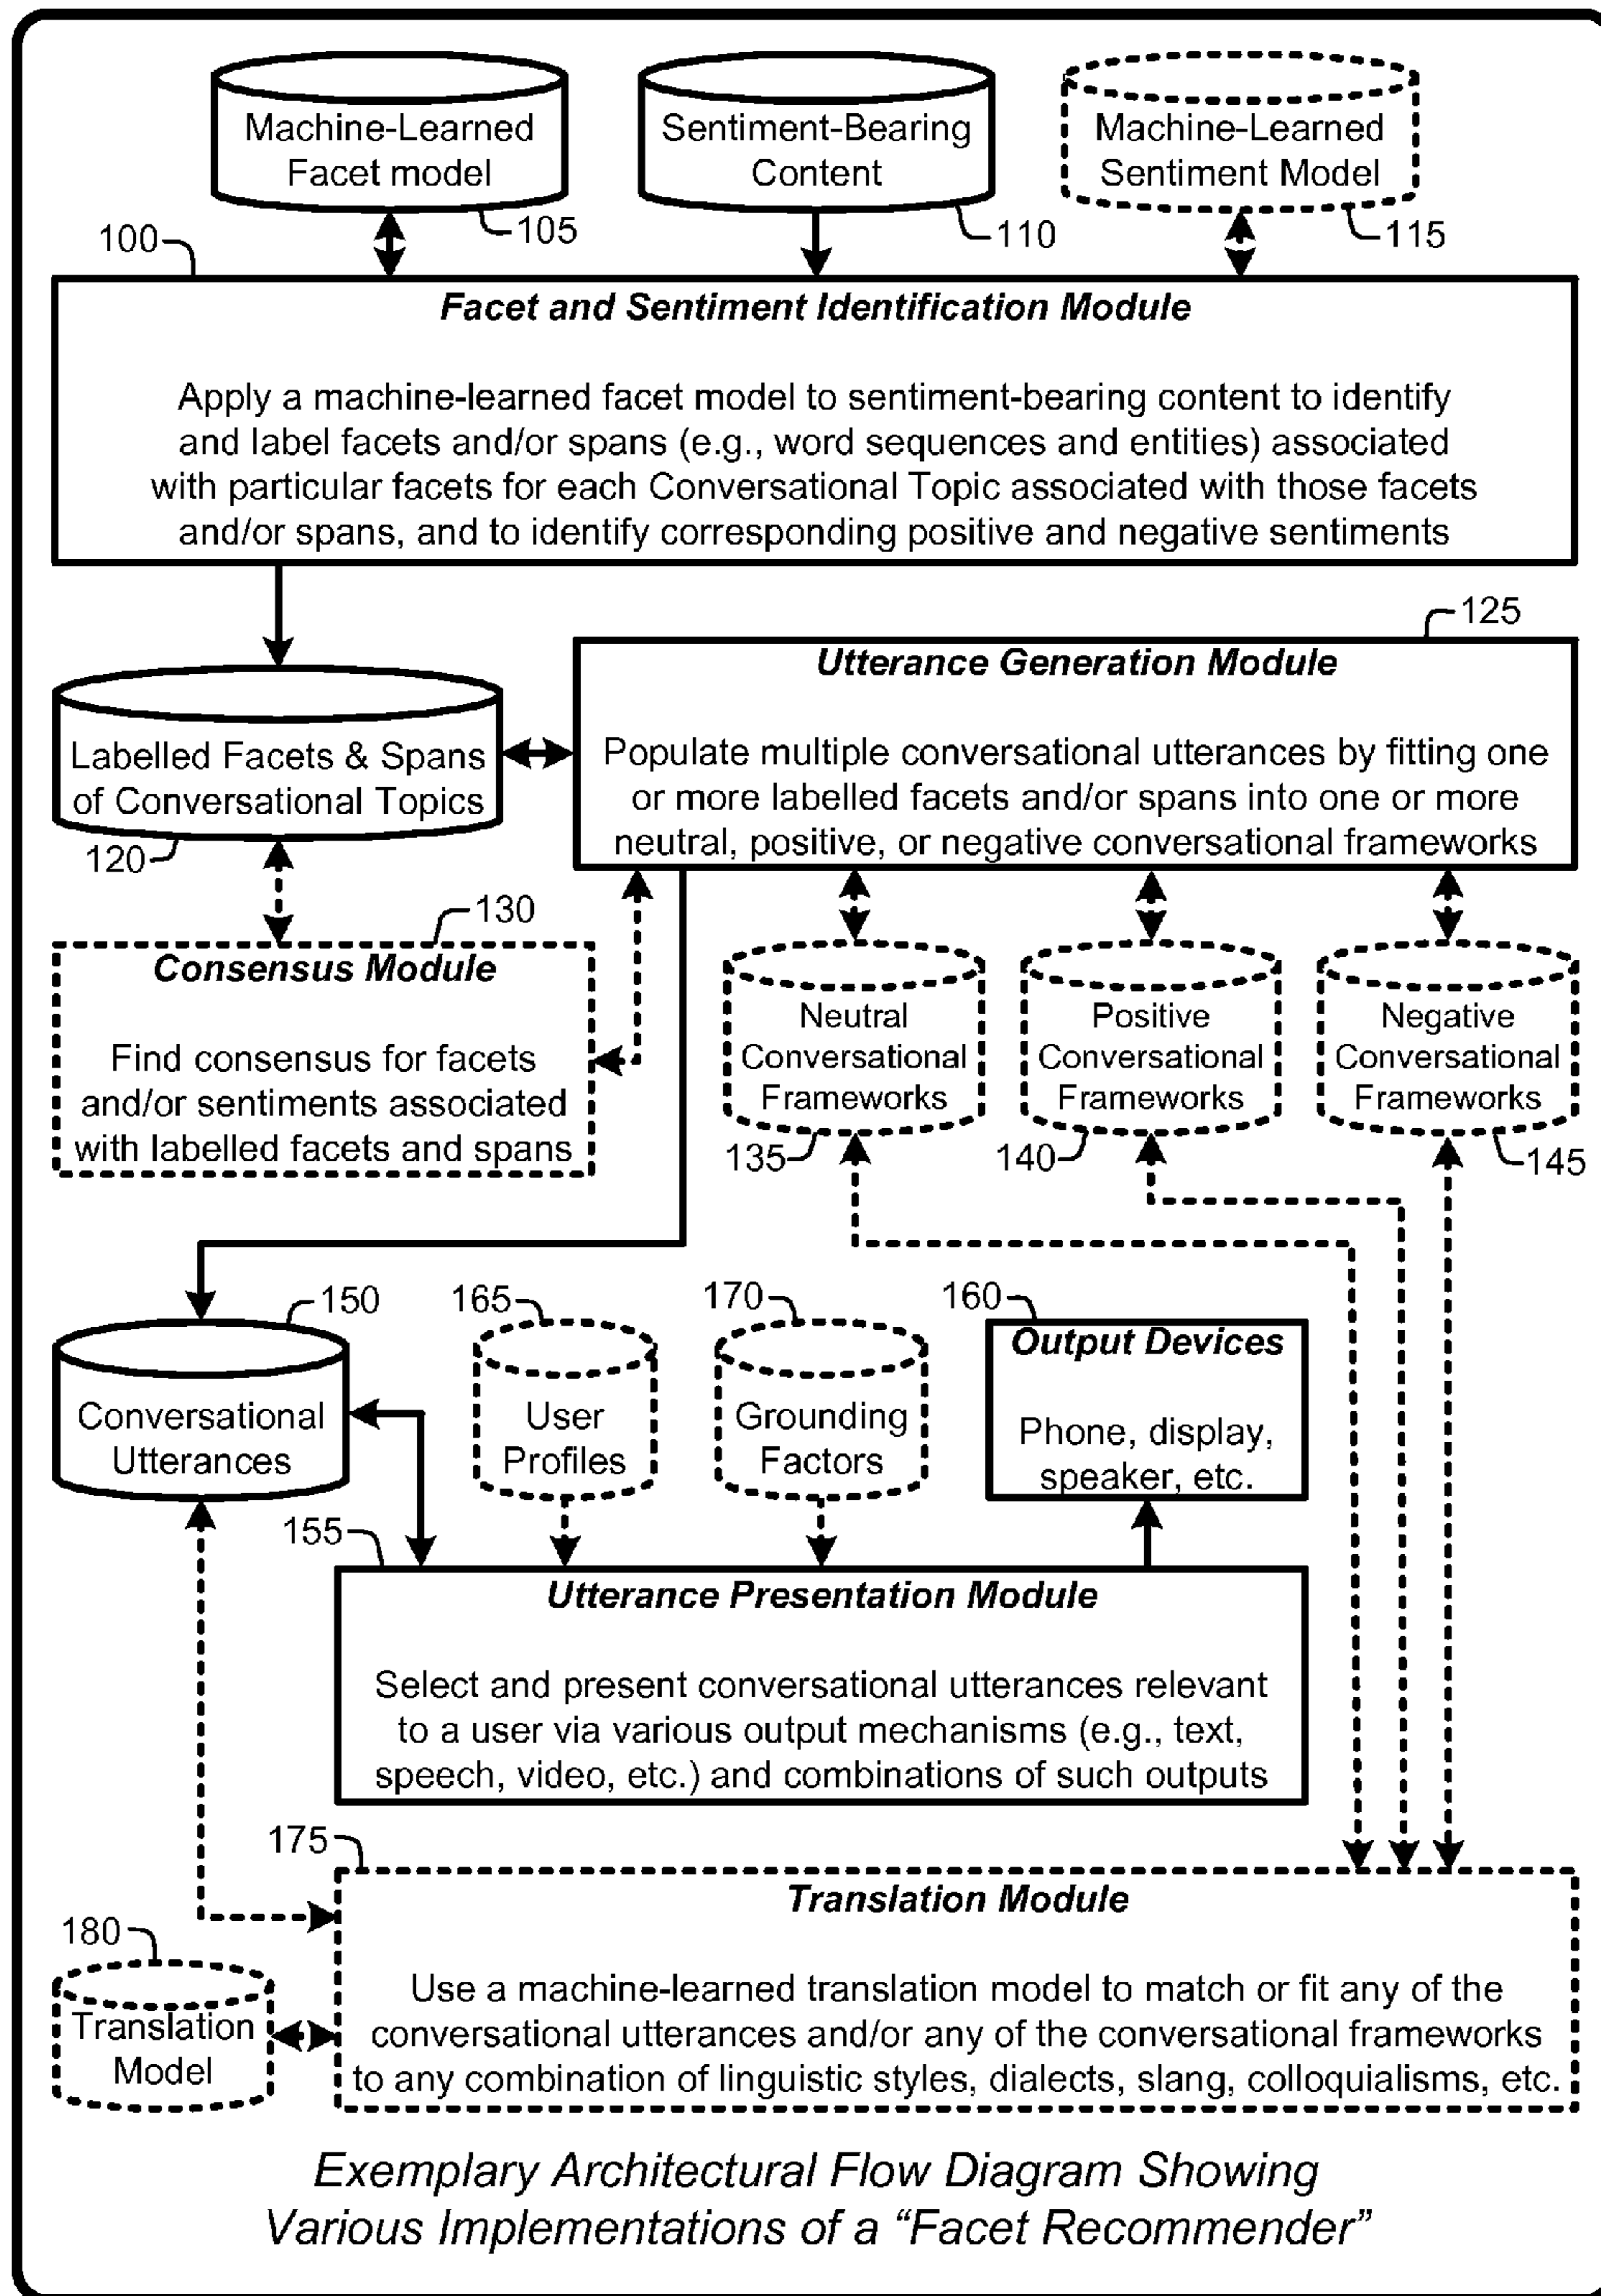 Machine-Learned
Facet model
105
Sentiment-Bearing
Content
110
Machine-Learned
Sentiment Model
115
100
Facet and Sentiment Identification Module
Apply a machine-learned facet model to sentiment-bearing content to identify
and label facets and/or spans (e.g., word sequences and entities) associated
with particular facets for each Conversational Topic associated with those facets
and/or spans, and to identify corresponding positive and negative sentiments
Labelled Facets & Spans
of Conversational Topics
120
125
Utterance Generation Module
Populate multiple conversational utterances by fitting one
or more labelled facets and/or spans into one or more
neutral, positive, or negative conversational frameworks
130
Consensus Module
Find consensus for facets
and/or sentiments associated
with labelled facets and spans
Neutral
Conversational
Frameworks
135
Positive
Conversational
Frameworks
140
Negative
Conversational
Frameworks
145
150
Conversational
Utterances
165
User
Profiles
170
Grounding
Factors
160
Output Devices
Phone, display,
speaker, etc.
155
Utterance Presentation Module
Select and present conversational utterances relevant
to a user via various output mechanisms (e.g., text,
speech, video, etc.) and combinations of such outputs
175
Translation Module
Use a machine-learned translation model to match or fit any of the
conversational utterances and/or any of the conversational frameworks
to any combination of linguistic styles, dialects, slang, colloquialisms, etc.
180
Translation
Model
Exemplary Architectural Flow Diagram Showing
Various Implementations of a “Facet Recommender”